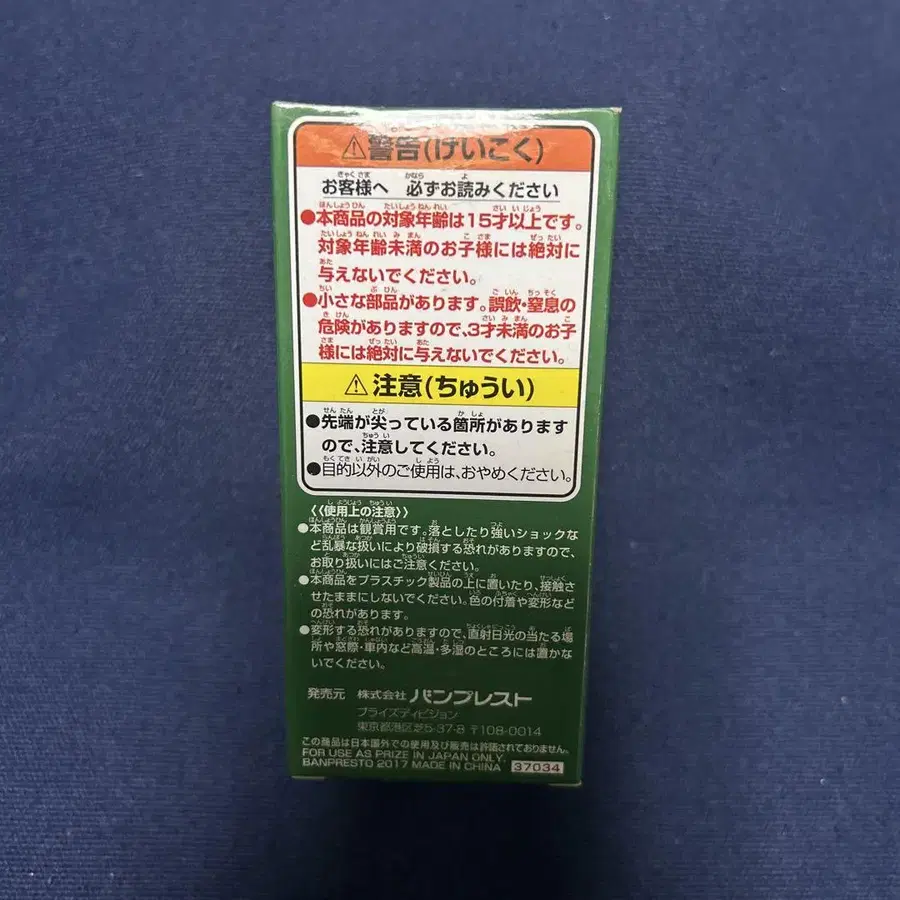 ⚠警告(けいこく)
お客様へ 必ずお読みください
●本商品の対象年齢は15才以上です。
対象年齢未満のお子様には絶対に
与えないでください。
●小さな部品があります。誤飲・窒息の
危険がありますので、3才未満のお子
様には絶対に与えないでください。
⚠注意(ちゅうい)
●先端が尖っている箇所があります
ので、注意してください。
●目的以外のご使用は、おやめください。
《使用上の注意》
●本商品は観賞用です。落としたり強いショックな
ど乱暴な扱いにより破損する恐れがありますので、
お取り扱いにはご注意ください。
●本商品をプラスチック製品の上に置いたり、接触さ
せたままにしないでください。色の付着や変形など
の恐れがあります。
●変形する恐れがありますので、直射日光の当たる場
所や窓際・車内など高温・多湿のところには置かな
いでください。
発売元 株式会社 バンプレスト
プライズディビジョン
東京都港区芝5-37-8 〒108-0014
この商品は日本国外での使用及び販売は許諾されておりません。
FOR USE AS PRIZE IN JAPAN ONLY.
BANPRESTO 2017 MADE IN CHINA 37034